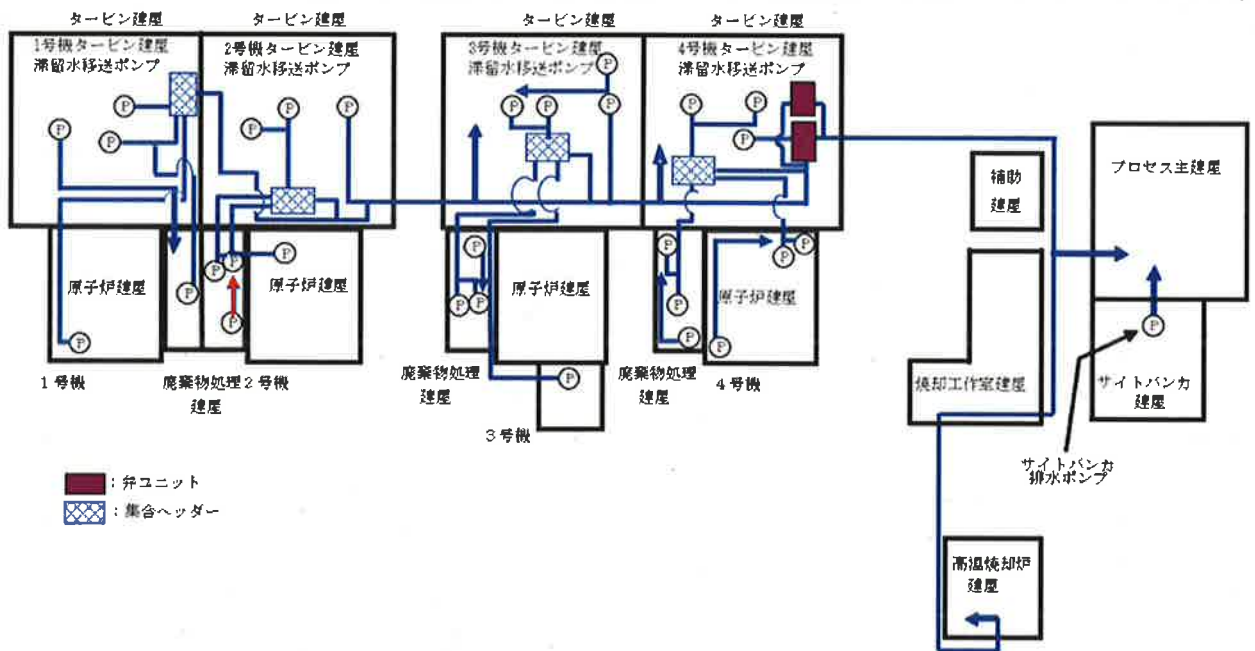 タービン建屋
タービン建屋
タービン建屋
タービン建屋
1号機タービン建屋
滞留水移送ポンプ
2号機タービン建屋
滞留水移送ポンプ
3号機タービン建屋
滞留水移送ポンプ
4号機タービン建屋
滞留水移送ポンプ
P
P
P
P
P
P
P
P
P
P
P
P
P
P
補助
建屋
プロセス主建屋
原子炉建屋
P
P
P
P
P
P
原子炉建屋
P
P
P
原子炉建屋
P
P
P
P
P
P
P
原子炉建屋
P
サイトバンカ
建屋
焼却工作室建屋
1号機
廃棄物処理
建屋
2号機
廃棄物処理
建屋
P
3号機
廃棄物処理
建屋
4号機
サイトバンカ
排水ポンプ
:弁ユニット
:集合ヘッダー
高温焼却炉
建屋